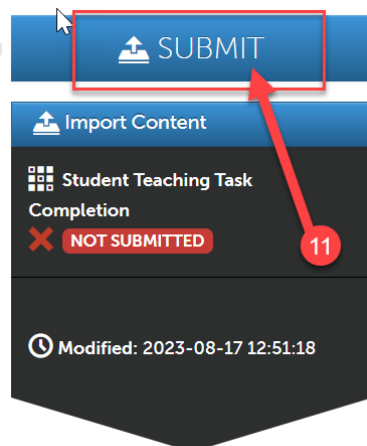 SUBMIT
Import Content
Student Teaching Task
Completion
NOT SUBMITTED
11
Modified: 2023-08-17 12:51:18